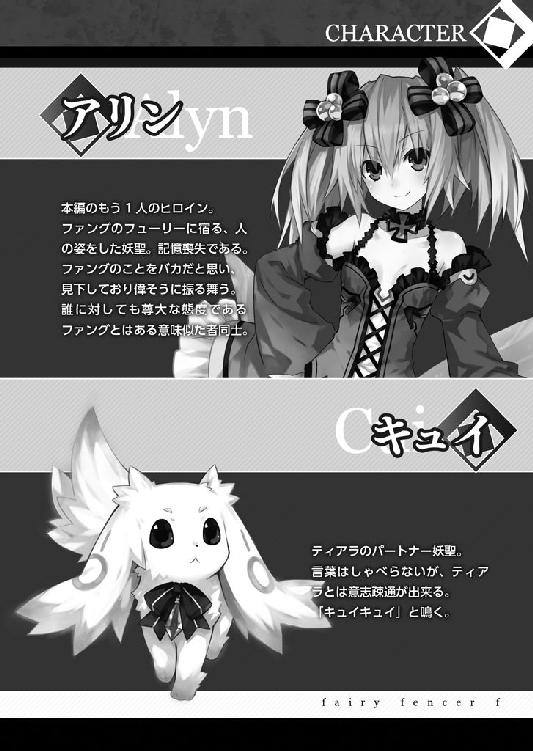 CHARACTER
アリン
Alyn
本編のもう1人のヒロイン。
ファングのフューリーに宿る、人
の姿をした妖聖。記憶喪失である。
ファングのことをバカだと思い、
見下しており偉そうに振る舞う。
誰に対しても尊大な態度である
ファングとはある意味似た者同士。
キュイ
ティアラのパートナー妖聖。
言葉はしゃべらないが、ティア
ラとは意志疎通が出来る。
「キュイキュイ」と鳴く。
fairy fencer f